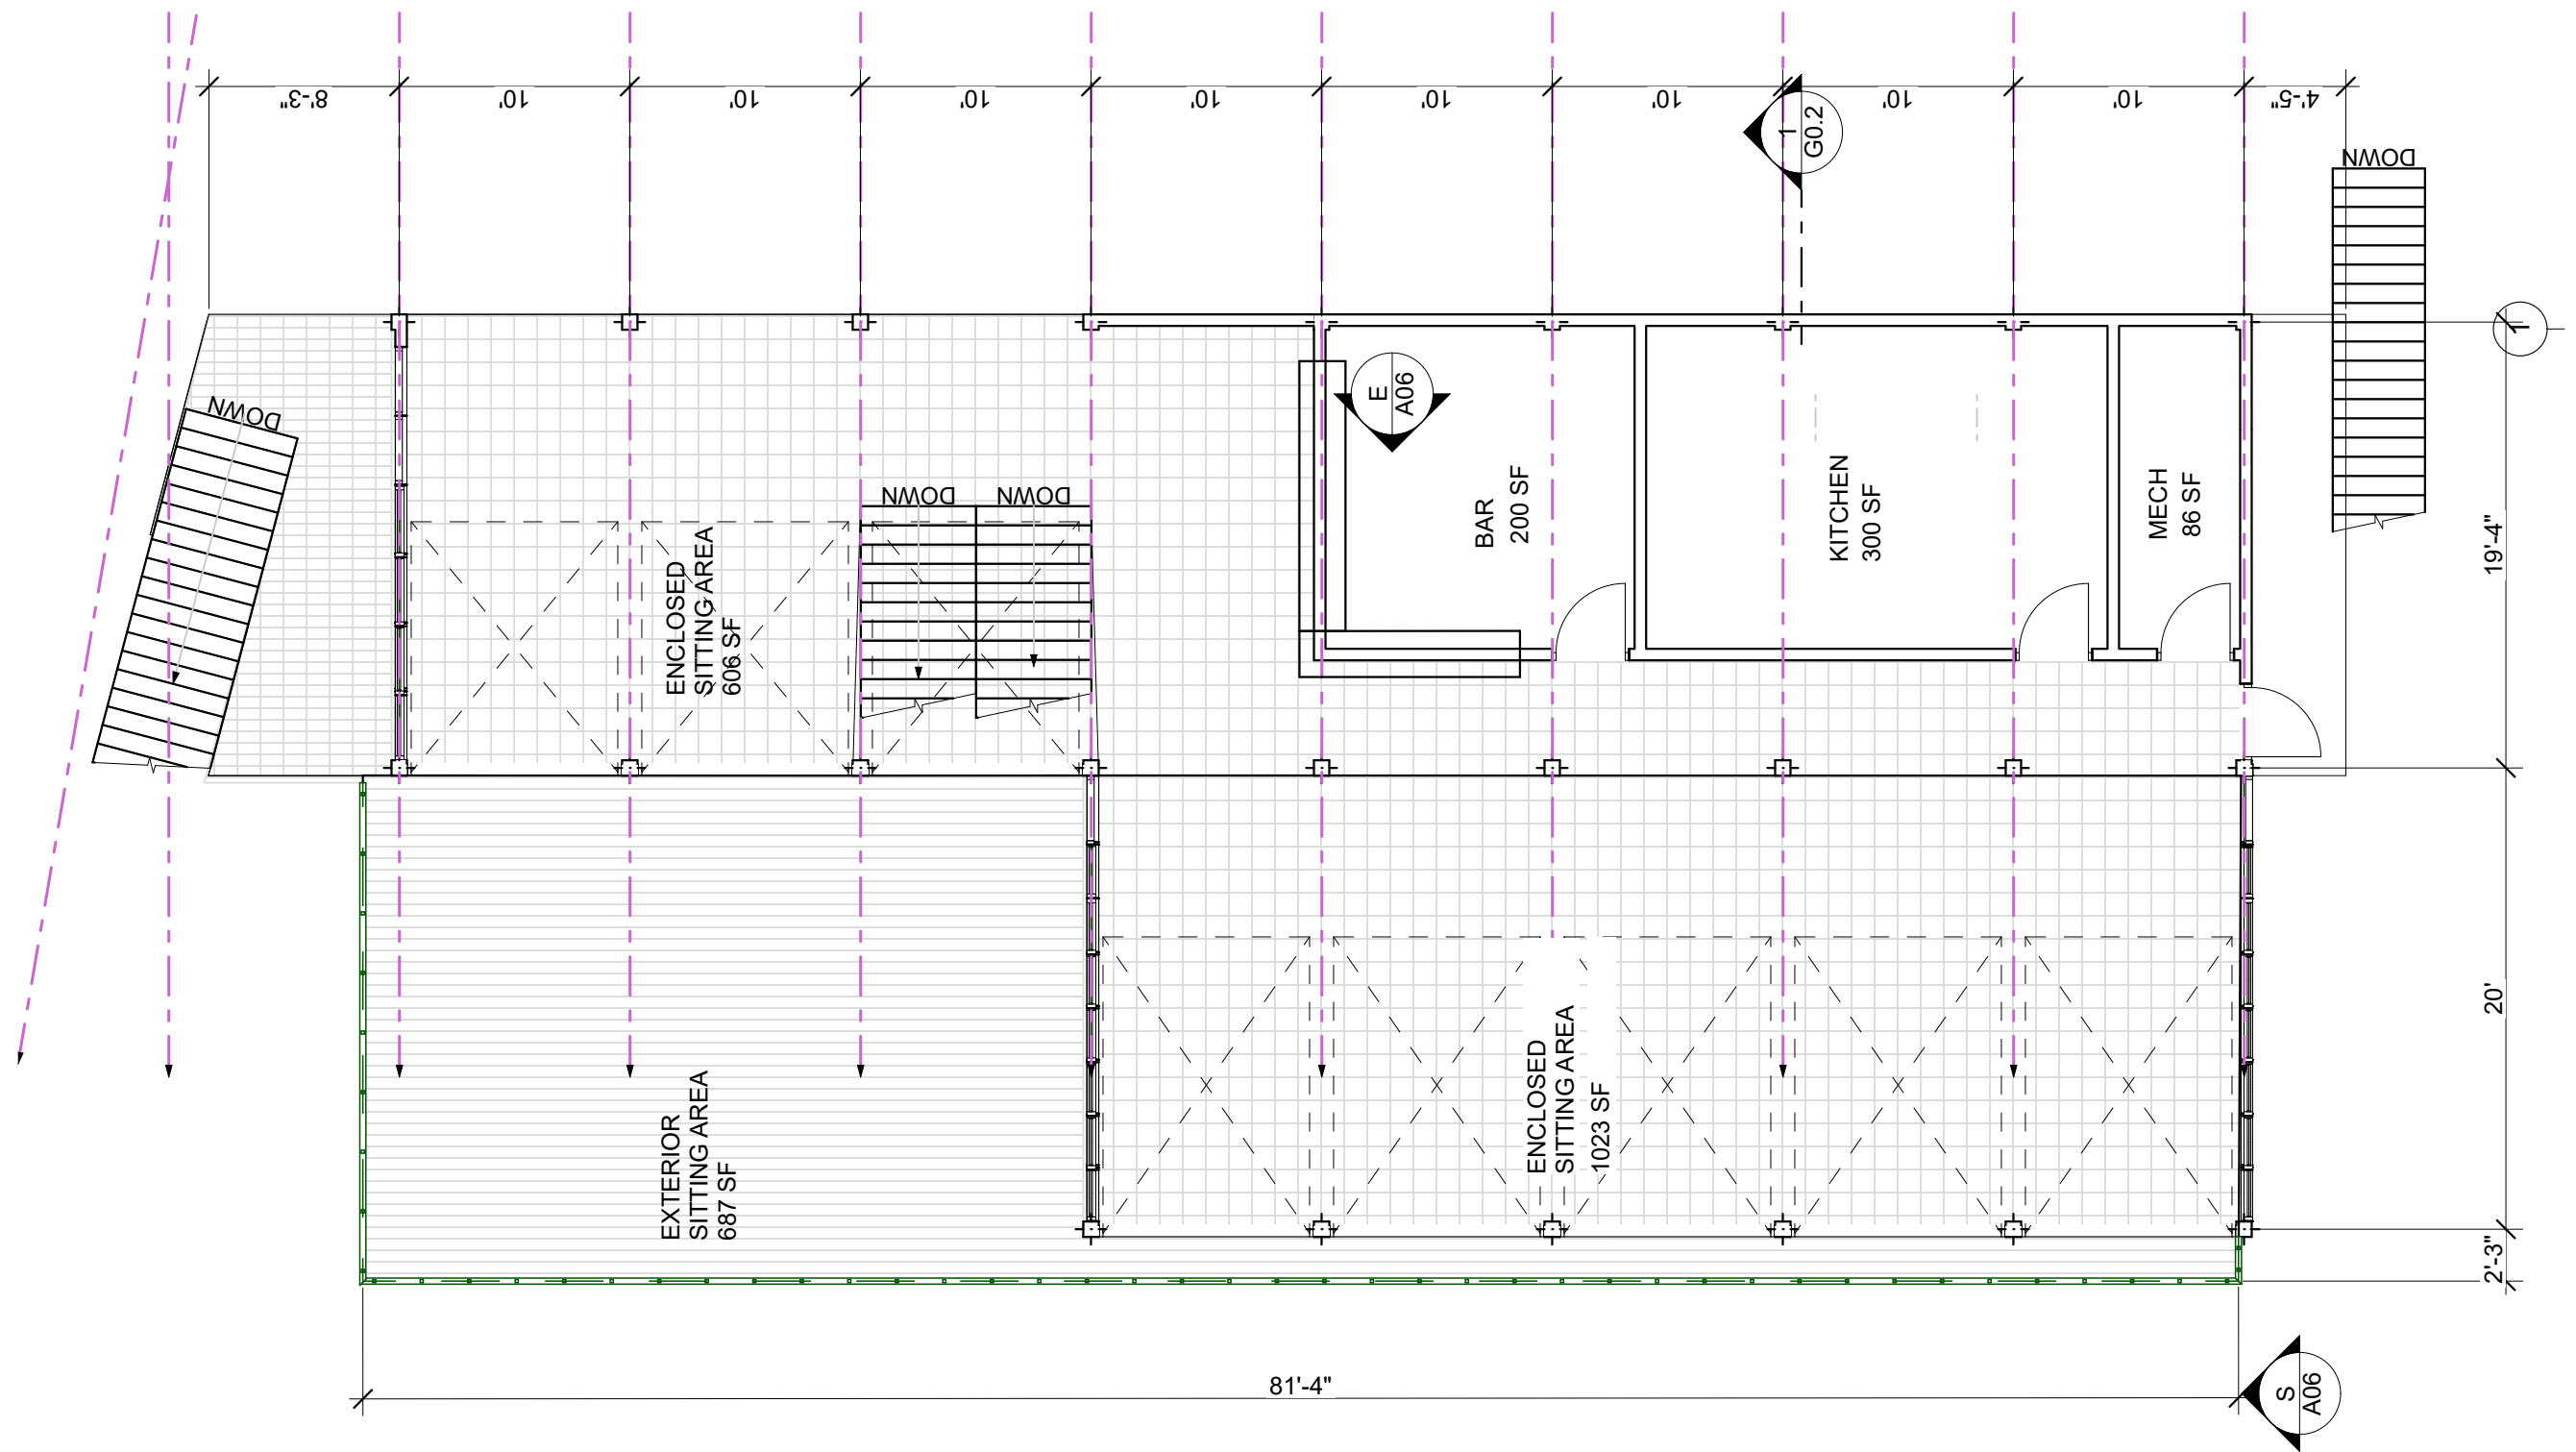 8'-3"
10'
10'
10'
10'
10'
10'
10'
10'
4'-5"
1
G0.2
DOWN
DOWN
E
A06
1
DOWN
DOWN
BAR
200 SF
KITCHEN
300 SF
MECH
86 SF
19'-4"
ENCLOSED
SITTING AREA
606 SF
20'
EXTERIOR
SITTING AREA
687 SF
ENCLOSED
SITTING AREA
1023 SF
2'-3"
81'-4"
S
A06